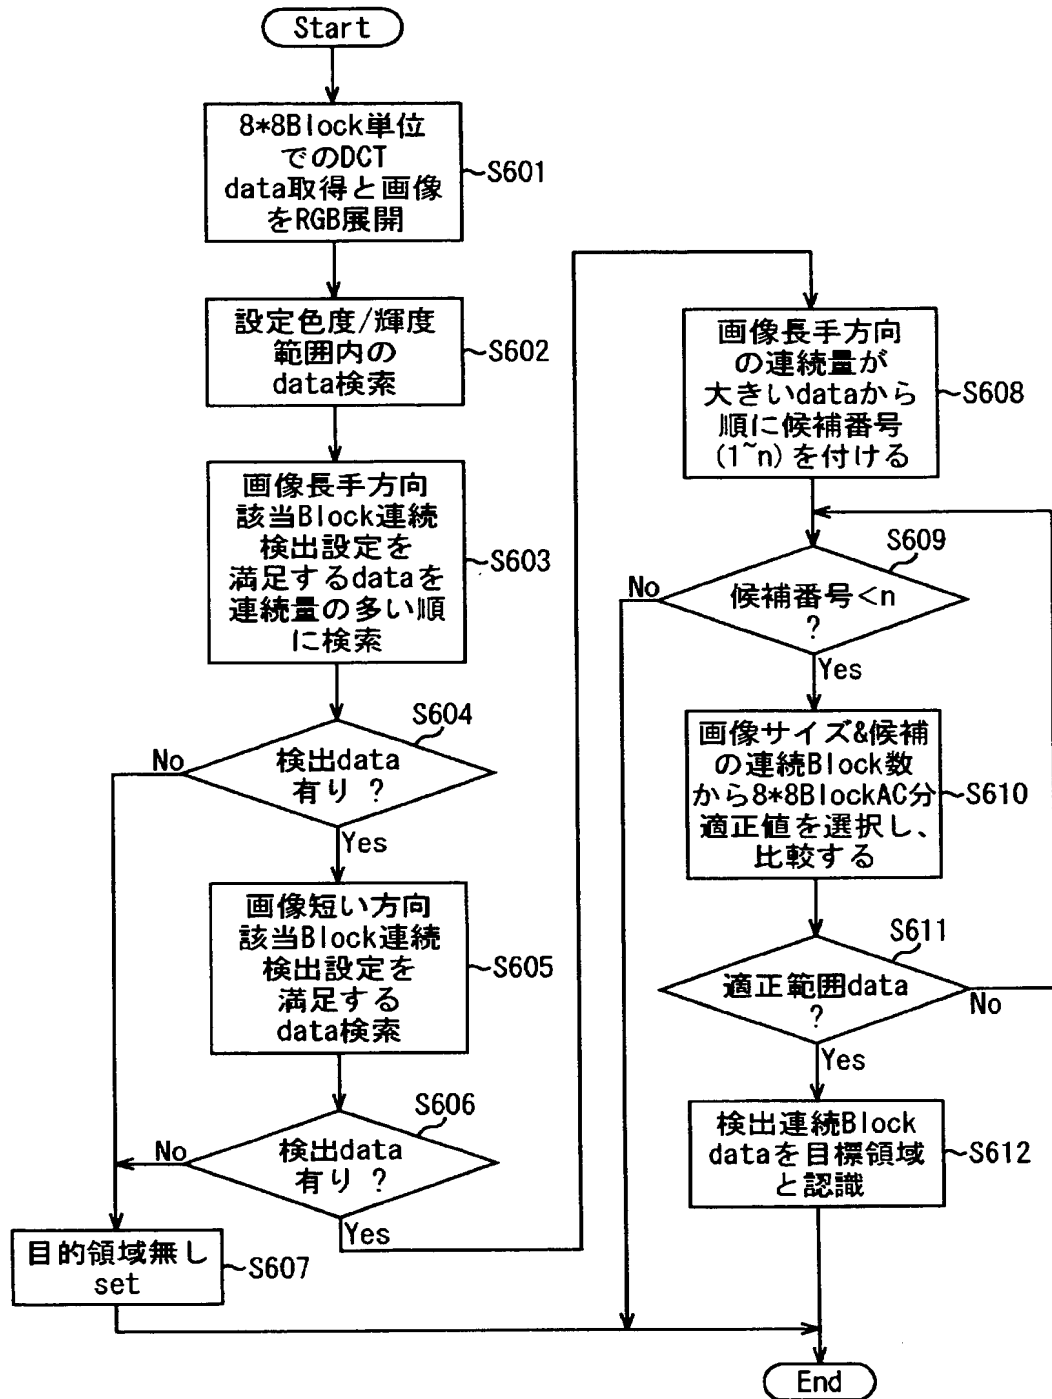 Start
8*8Block単位
でのDCT
data取得と画像
をRGB展開
S601
設定色度/輝度
範囲内の
data検索
S602
画像長手方向
該当Block連続
検出設定を
満足するdataを
連続量の多い順
に検索
S603
S604
検出data
有り ?
No
Yes
画像短い方向
該当Block連続
検出設定を
満足する
data検索
S605
S606
検出data
有り ?
No
Yes
目的領域無し
set
S607
画像長手方向
の連続量が
大きいdataから
順に候補番号
(1~n)を付ける
S608
S609
候補番号<n
?
No
Yes
画像サイズ&候補
の連続Block数
から8*8BlockAC分
適正値を選択し、
比較する
S610
S611
適正範囲data
?
No
Yes
検出連続Block
dataを目標領域
と認識
S612
End